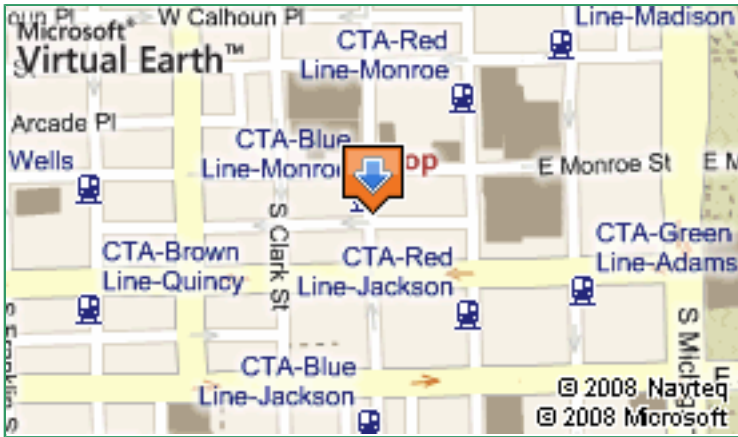 W Calhoun Pl
Line-Madison
Microsoft®
Virtual Earth™
CTA-Red
Line-Monroe
Arcade Pl
CTA-Blue
Wells
E Monroe St
E M
S Clark St
CTA-Green
Line-Adams
CTA-Brown
Line-Quincy
CTA-Red
Line-Jackson
CTA-Blue
Line-Jackson
© 2008 Navteq
© 2008 Microsoft